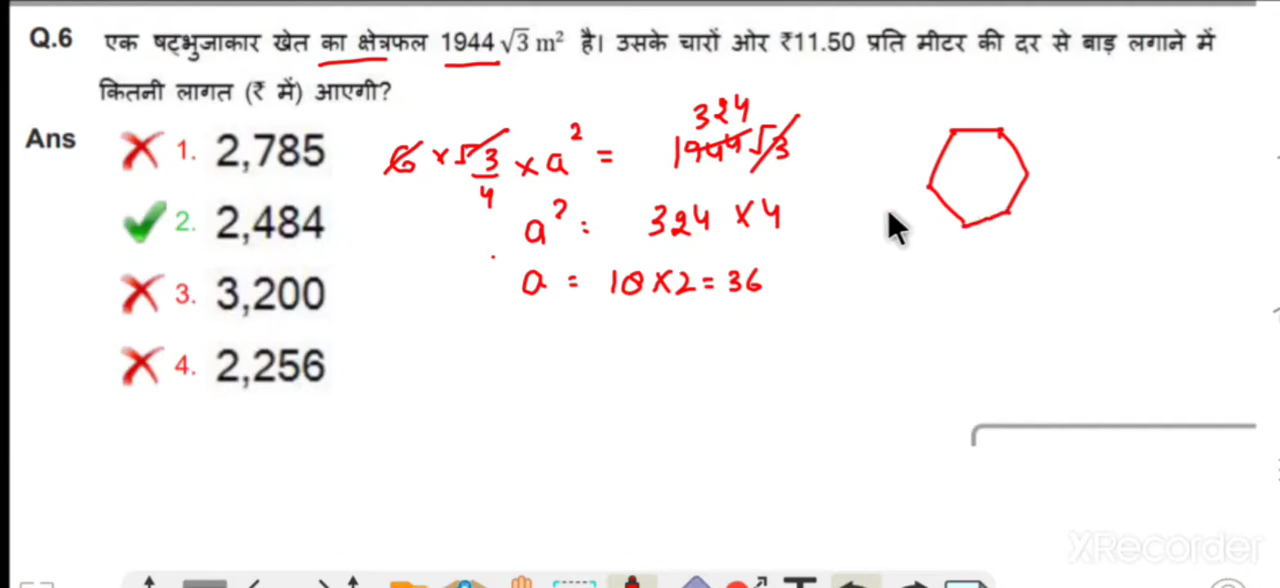 Q.6 एक षट्भुजाकार खेत का क्षेत्रफल 1944 √3 m² है। उसके चारों ओर ₹11.50 प्रति मीटर की दर से बाड़ लगाने में
कितनी लागत (₹ में) आएगी?
Ans
1. 2,785
2. 2,484
3. 3,200
4. 2,256
324
6 × √3/4 × a² = 1944√3
a² = 324 × 4
a = 18 × 2 = 36
XRecorder